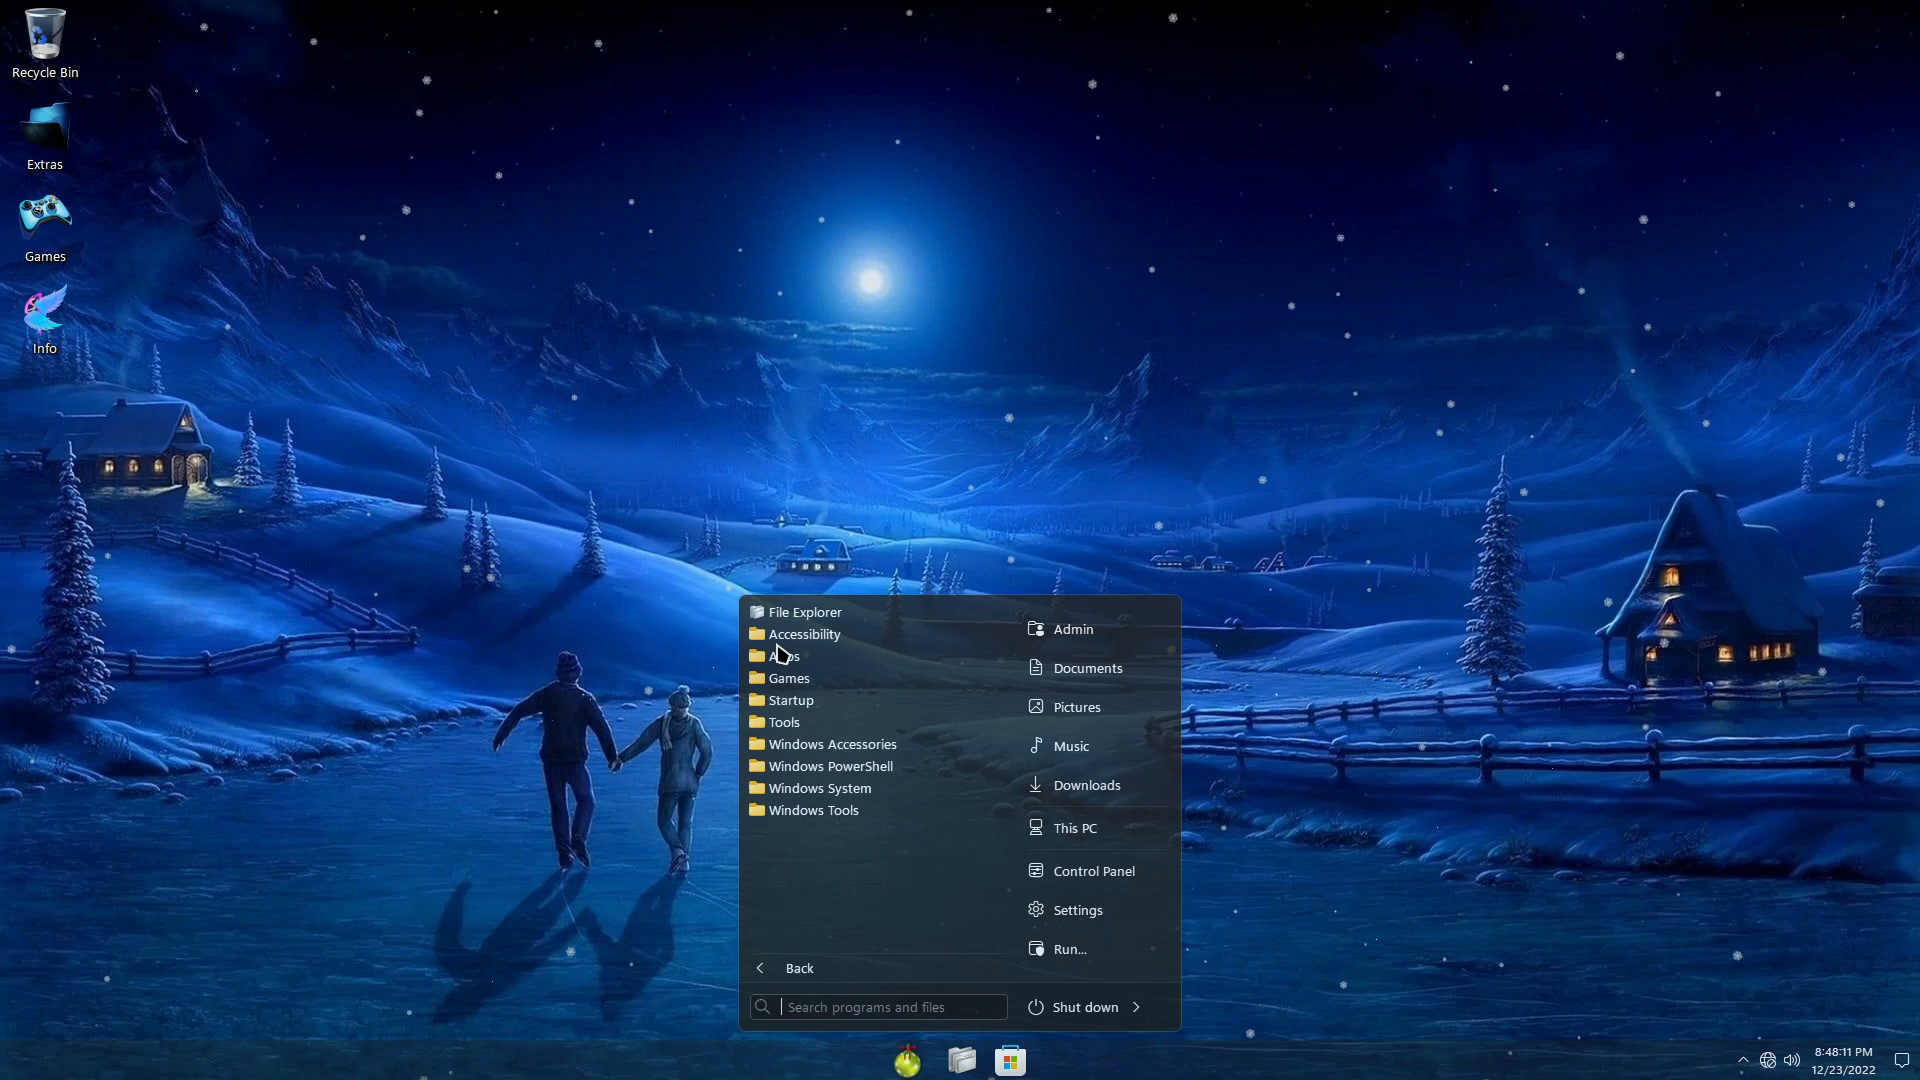 Recycle Bin
Extras
Games
Info
File Explorer
Accessibility
Apps
Games
Startup
Tools
Windows Accessories
Windows PowerShell
Windows System
Windows Tools
Back
Search programs and files
Admin
Documents
Pictures
Music
Downloads
This PC
Control Panel
Settings
Run...
Shut down
8:48:11 PM
12/23/2022